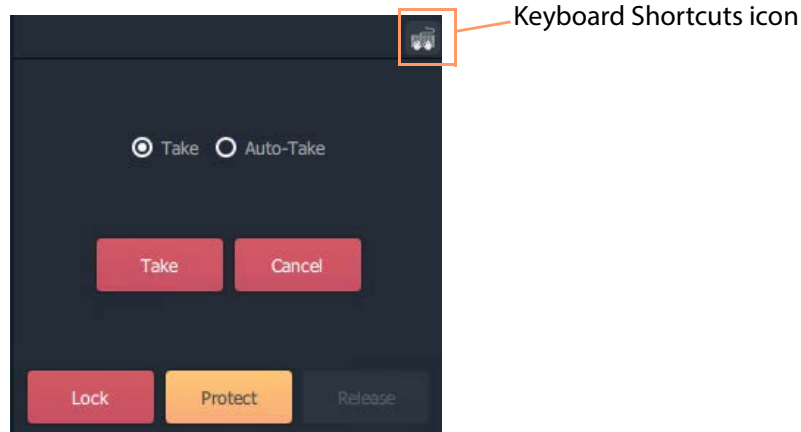 Keyboard Shortcuts icon
Take Auto-Take
Take Cancel
Lock Protect Release